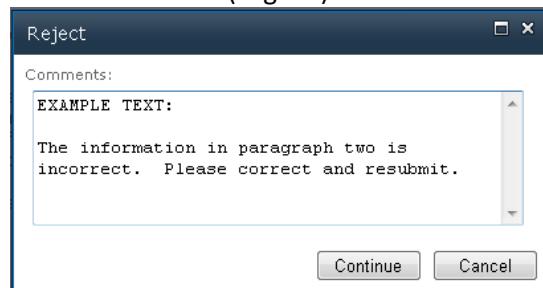 Reject
Comments:
EXAMPLE TEXT:
The information in paragraph two is
incorrect.  Please correct and resubmit.
Continue
Cancel